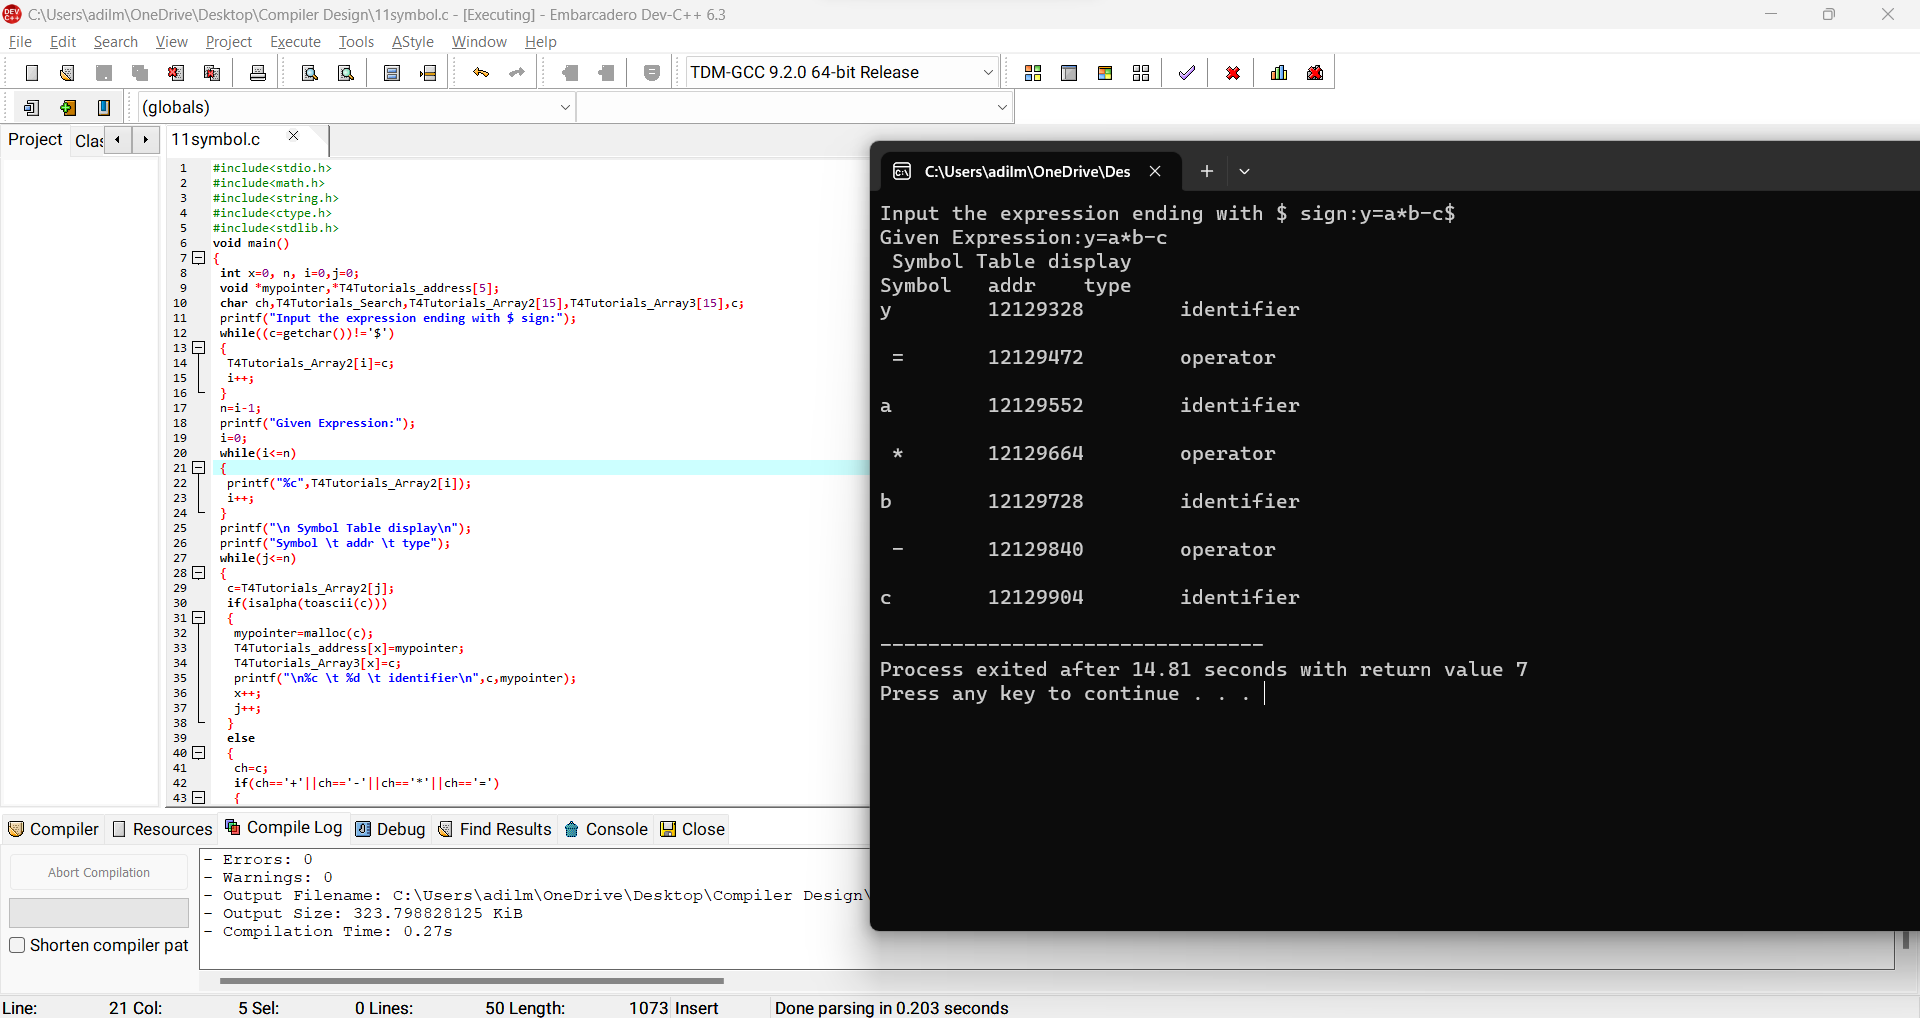 C:\Users\adilm\OneDrive\Desktop\Compiler Design\11symbol.c - [Executing] - Embarcadero Dev-C++ 6.3
File Edit Search View Project Execute Tools AStyle Window Help
TDM-GCC 9.2.0 64-bit Release
(globals)
Project Clas 11symbol.c
1 #include<stdio.h>
2 #include<math.h>
3 #include<string.h>
4 #include<ctype.h>
5 #include<stdlib.h>
6 void main()
7 {
8 int x=0, n, i=0,j=0;
9 void *mypointer,*T4Tutorials_address[5];
10 char ch,T4Tutorials_Search,T4Tutorials_Array2[15],T4Tutorials_Array3[15],c;
11 printf("Input the expression ending with $ sign:");
12 while((c=getchar())!='$')
13 {
14 T4Tutorials_Array2[i]=c;
15 i++;
16 }
17 n=i-1;
18 printf("Given Expression:");
19 i=0;
20 while(i<=n)
21 {
22 printf("%c",T4Tutorials_Array2[i]);
23 i++;
24 }
25 printf("\n Symbol Table display\n");
26 printf("Symbol \t addr \t type");
27 while(j<=n)
28 {
29 c=T4Tutorials_Array2[j];
30 if(isalpha(toascii(c)))
31 {
32 mypointer=malloc(c);
33 T4Tutorials_address[x]=mypointer;
34 T4Tutorials_Array3[x]=c;
35 printf("\n%c \t %d \t identifier\n",c,mypointer);
36 x++;
37 j++;
38 }
39 else
40 {
41 ch=c;
42 if(ch=='+'||ch=='-'||ch=='*'||ch=='=')
43 {
C:\Users\adilm\OneDrive\Des
Input the expression ending with $ sign:y=a*b-c$
Given Expression:y=a*b-c
Symbol Table display
Symbol addr type
y 12129328 identifier
= 12129472 operator
a 12129552 identifier
* 12129664 operator
b 12129728 identifier
- 12129840 operator
c 12129904 identifier
--------------------------------
Process exited after 14.81 seconds with return value 7
Press any key to continue . . .
Compiler Resources Compile Log Debug Find Results Console Close
Abort Compilation
Shorten compiler pat
- Errors: 0
- Warnings: 0
- Output Filename: C:\Users\adilm\OneDrive\Desktop\Compiler Design\
- Output Size: 323.798828125 KiB
- Compilation Time: 0.27s
Line: 21 Col: 5 Sel: 0 Lines: 50 Length: 1073 Insert Done parsing in 0.203 seconds